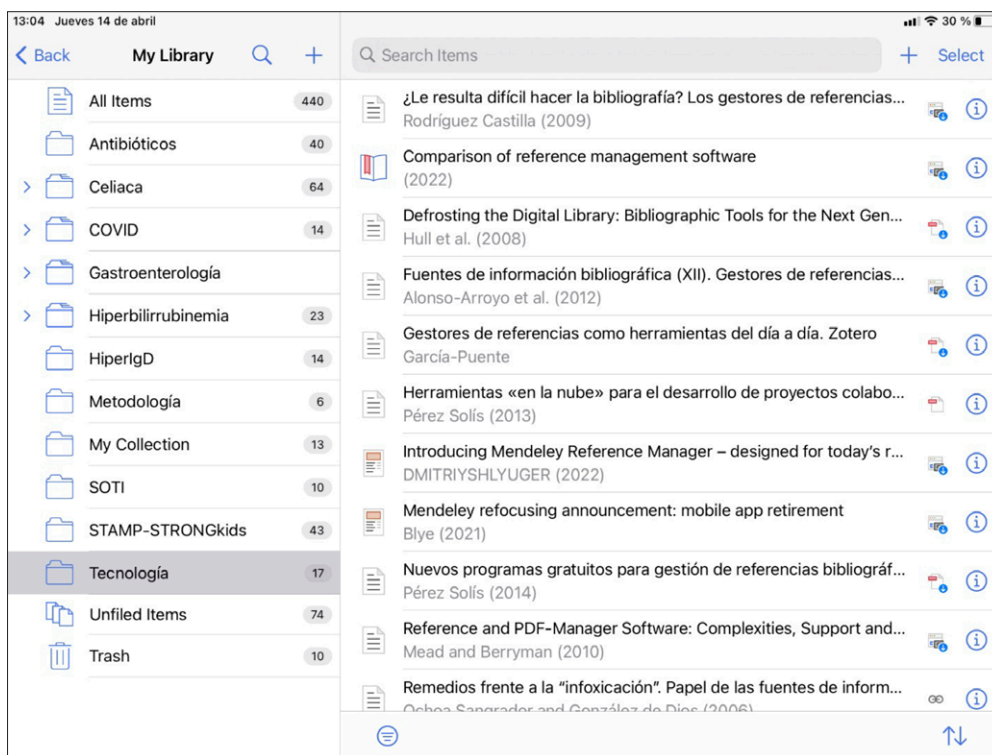 13:04 Jueves 14 de abril
30 %
Back
My Library
All Items 440
Antibióticos 40
Celiaca 64
COVID 14
Gastroenterología
Hiperbilirrubinemia 23
HiperIgD 14
Metodología 6
My Collection 13
SOTI 10
STAMP-STRONGkids 43
Tecnología 17
Unfiled Items 74
Trash 10
Search Items
Select
¿Le resulta difícil hacer la bibliografía? Los gestores de referencias...
Rodríguez Castilla (2009)
Comparison of reference management software
(2022)
Defrosting the Digital Library: Bibliographic Tools for the Next Gen...
Hull et al. (2008)
Fuentes de información bibliográfica (XII). Gestores de referencias...
Alonso-Arroyo et al. (2012)
Gestores de referencias como herramientas del día a día. Zotero
García-Puente
Herramientas «en la nube» para el desarrollo de proyectos colabo...
Pérez Solís (2013)
Introducing Mendeley Reference Manager – designed for today's r...
DMITRIYSHLYUGER (2022)
Mendeley refocusing announcement: mobile app retirement
Blye (2021)
Nuevos programas gratuitos para gestión de referencias bibliográf...
Pérez Solís (2014)
Reference and PDF-Manager Software: Complexities, Support and...
Mead and Berryman (2010)
Remedios frente a la “infoxicación”. Papel de las fuentes de inform...
Ochoa Sangrador and González de Dios (2006)